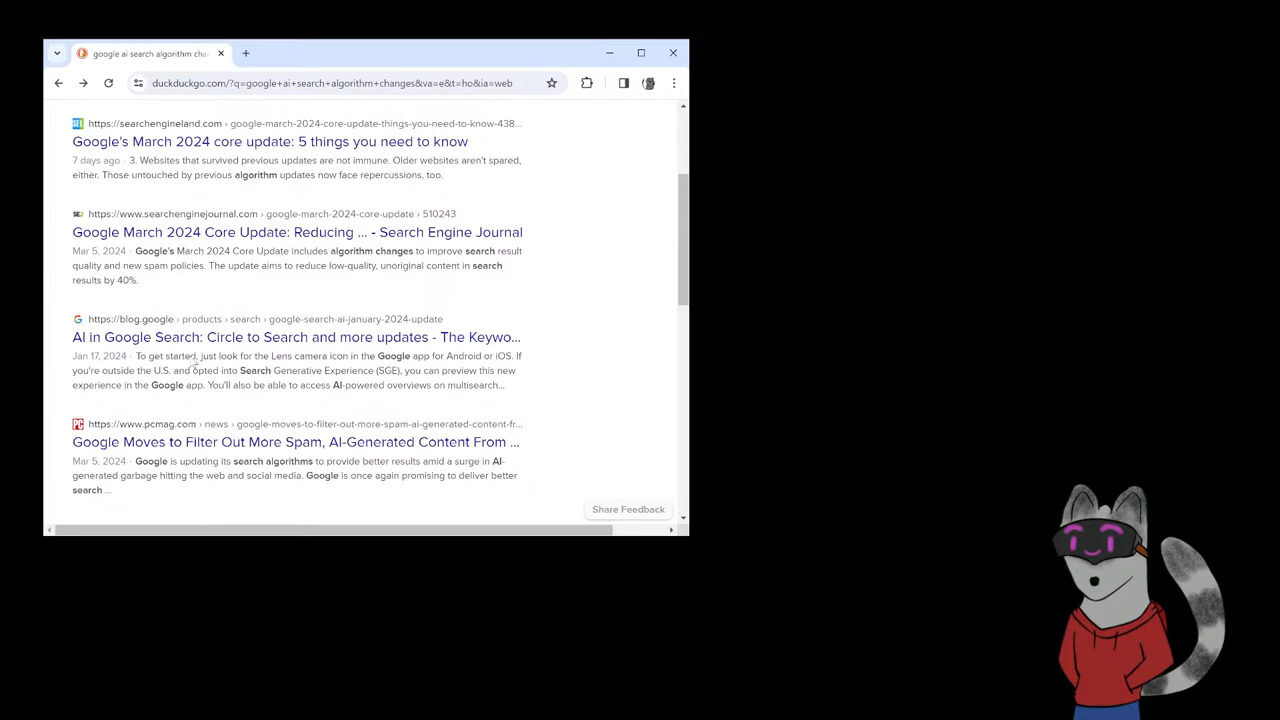 google ai search algorithm cha
duckduckgo.com/?q=google+ai+search+algorithm+changes&va=e&t=ho&ia=web
https://searchengineland.com › google-march-2024-core-update-things-you-need-to-know-438...
Google's March 2024 core update: 5 things you need to know
7 days ago · 3. Websites that survived previous updates are not immune. Older websites aren't spared,
either. Those untouched by previous algorithm updates now face repercussions, too.
https://www.searchenginejournal.com › google-march-2024-core-update › 510243
Google March 2024 Core Update: Reducing ... - Search Engine Journal
Mar 5, 2024 · Google's March 2024 Core Update includes algorithm changes to improve search result
quality and new spam policies. The update aims to reduce low-quality, unoriginal content in search
results by 40%.
https://blog.google › products › search › google-search-ai-january-2024-update
AI in Google Search: Circle to Search and more updates - The Keywo...
Jan 17, 2024 · To get started, just look for the Lens camera icon in the Google app for Android or iOS. If
you're outside the U.S. and opted into Search Generative Experience (SGE), you can preview this new
experience in the Google app. You'll also be able to access AI-powered overviews on multisearch...
https://www.pcmag.com › news › google-moves-to-filter-out-more-spam-ai-generated-content-fr...
Google Moves to Filter Out More Spam, AI-Generated Content From ...
Mar 5, 2024 · Google is updating its search algorithms to provide better results amid a surge in AI-
generated garbage hitting the web and social media. Google is once again promising to deliver better
search ...
Share Feedback